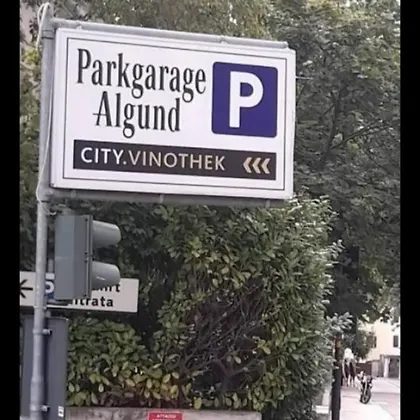 Parkgarage
Algund
P
CITY.VINOTHEK
P